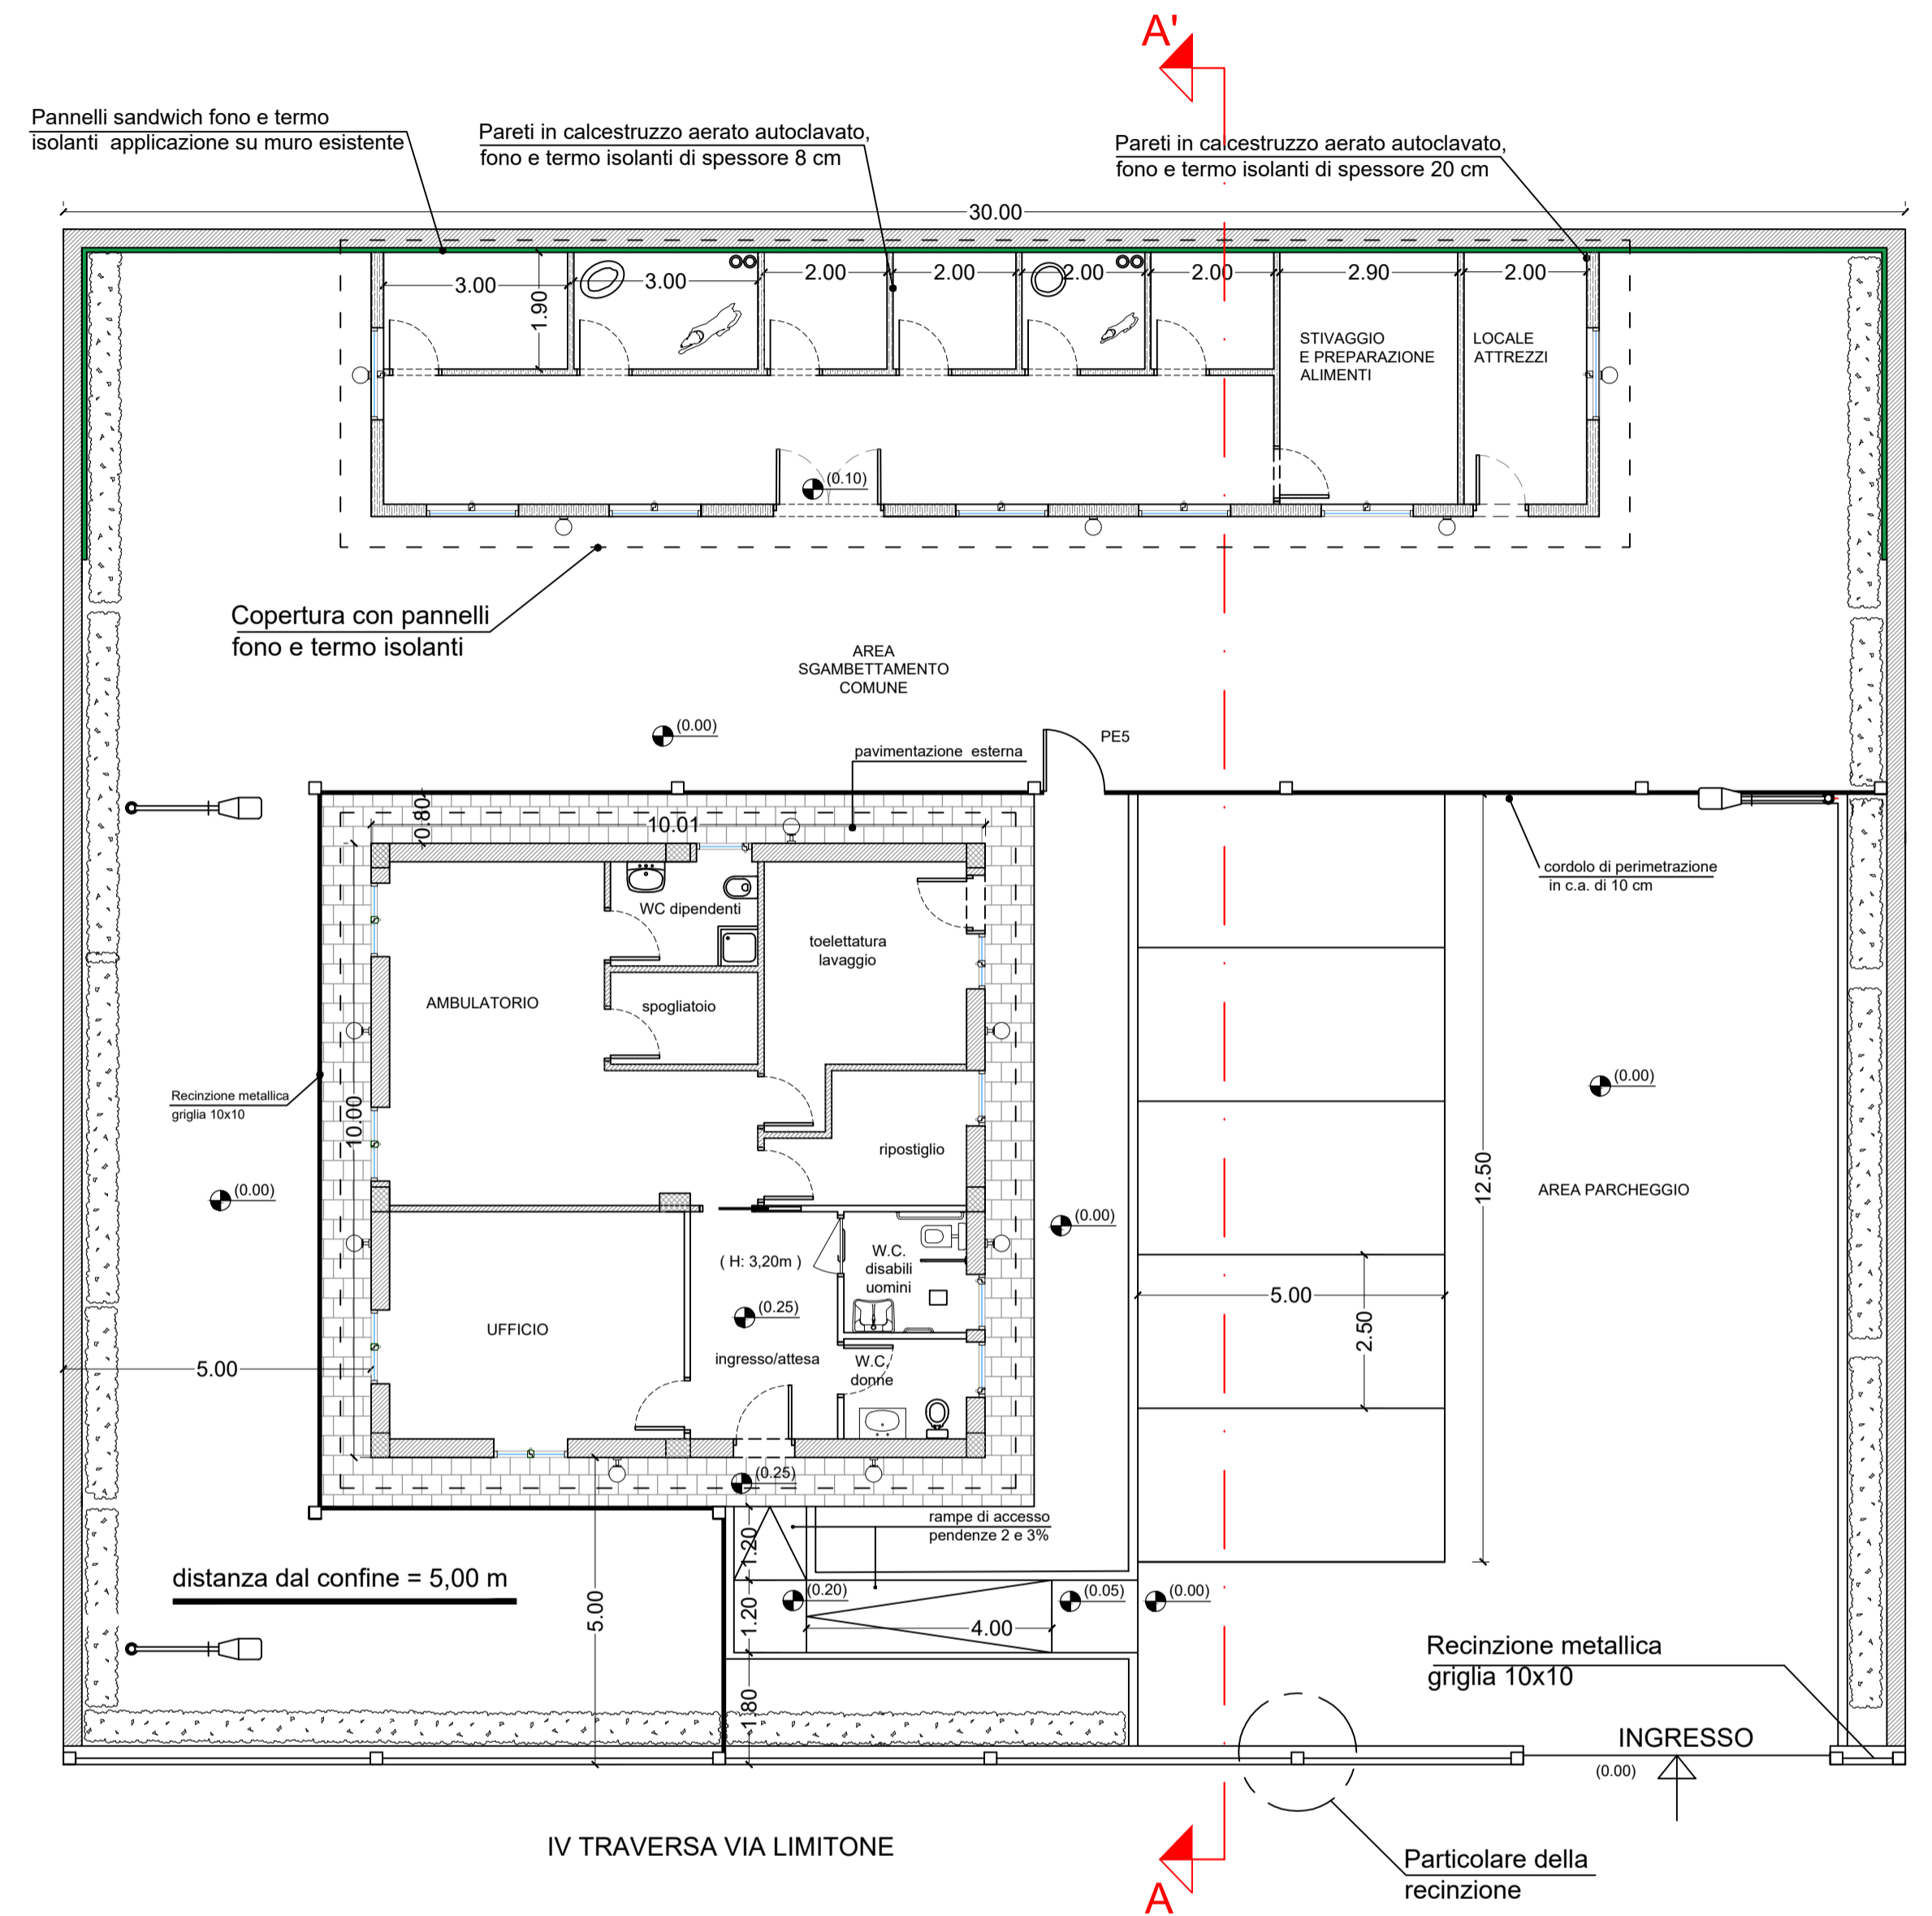 A'
Pannelli sandwich fono e termo
isolanti applicazione su muro esistente
Pareti in calcestruzzo aerato autoclavato,
fono e termo isolanti di spessore 8 cm
Pareti in calcestruzzo aerato autoclavato,
fono e termo isolanti di spessore 20 cm
30.00
3.00
1.90
3.00
2.00
2.00
2.00
2.00
2.90
2.00
STIVAGGIO
E PREPARAZIONE
ALIMENTI
LOCALE
ATTREZZI
(0.10)
Copertura con pannelli
fono e termo isolanti
AREA
SGAMBETTAMENTO
COMUNE
(0.00)
PE5
pavimentazione esterna
0.80
10.01
cordolo di perimetrazione
in c.a. di 10 cm
WC dipendenti
toelettatura
lavaggio
AMBULATORIO
spogliatoio
Recinzione metallica
griglia 10x10
10.00
(0.00)
ripostiglio
12.50
AREA PARCHEGGIO
(0.00)
(0.00)
( H: 3,20m )
W.C.
disabili
uomini
(0.25)
UFFICIO
ingresso/attesa
W.C.
donne
5.00
5.00
2.50
(0.25)
rampe di accesso
pendenze 2 e 3%
1.20
distanza dal confine = 5,00 m
5.00
1.20
(0.20)
4.00
(0.05)
(0.00)
1.80
Recinzione metallica
griglia 10x10
INGRESSO
(0.00)
IV TRAVERSA VIA LIMITONE
A
Particolare della
recinzione